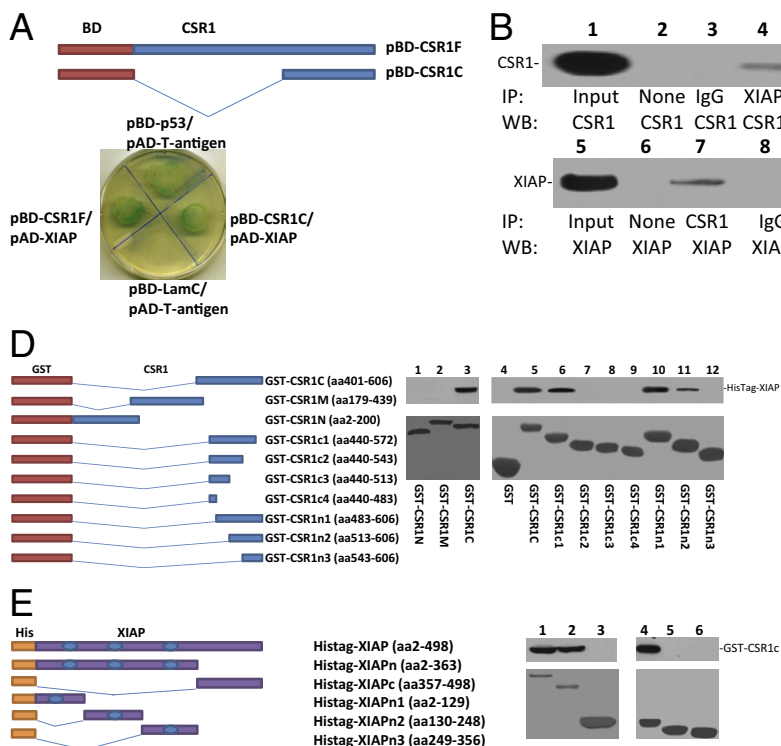 A
BD CSR1
pBD-CSR1F
pBD-CSR1C
pBD-p53/
pAD-T-antigen
pBD-CSR1F/
pAD-XIAP
pBD-CSR1C/
pAD-XIAP
pBD-LamC/
pAD-T-antigen
B
1 2 3 4
CSR1-
IP: Input None IgG XIAP
WB: CSR1 CSR1 CSR1 CSR1
5 6 7 8
XIAP-
IP: Input None CSR1 IgG
WB: XIAP XIAP XIAP XIA
D
GST CSR1
GST-CSR1C (aa401-606)
GST-CSR1M (aa179-439)
GST-CSR1N (aa2-200)
GST-CSR1c1 (aa440-572)
GST-CSR1c2 (aa440-543)
GST-CSR1c3 (aa440-513)
GST-CSR1c4 (aa440-483)
GST-CSR1n1 (aa483-606)
GST-CSR1n2 (aa513-606)
GST-CSR1n3 (aa543-606)
1 2 3 4 5 6 7 8 9 10 11 12
-HisTag-XIAP
GST-CSR1N
GST-CSR1M
GST-CSR1C
GST
GST-CSR1C
GST-CSR1c1
GST-CSR1c2
GST-CSR1c3
GST-CSR1c4
GST-CSR1n1
GST-CSR1n2
GST-CSR1n3
E
His XIAP
Histag-XIAP (aa2-498)
Histag-XIAPn (aa2-363)
HistagXIAPc (aa357-498)
HistagXIAPn1 (aa2-129)
HistagXIAPn2 (aa130-248)
HistagXIAPn3 (aa249-356)
1 2 3 4 5 6
-GST-CSR1c